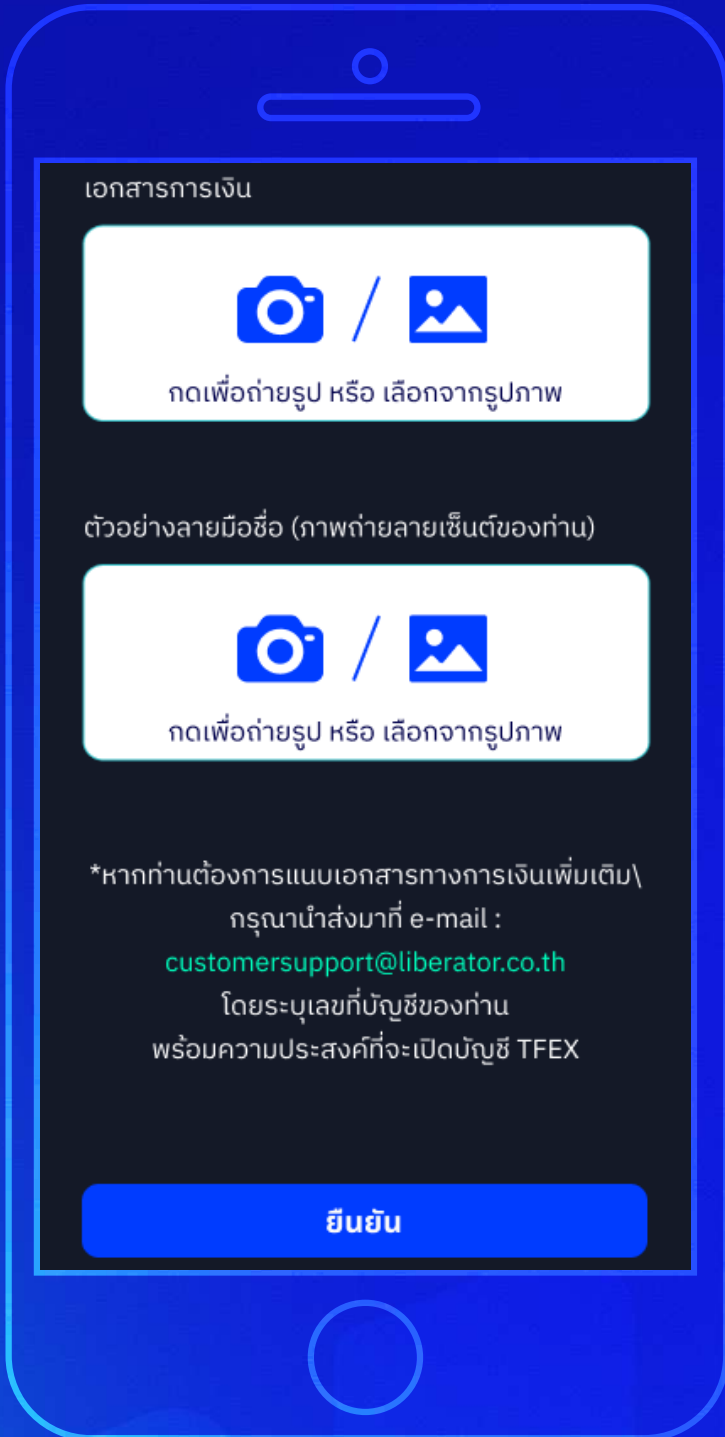 เอกสารการเงิน
กดเพื่อถ่ายรูป หรือ เลือกจากรูปภาพ
ตัวอย่างลายมือชื่อ (ภาพถ่ายลายเซ็นต์ของท่าน)
กดเพื่อถ่ายรูป หรือ เลือกจากรูปภาพ
*หากท่านต้องการแนบเอกสารทางการเงินเพิ่มเติม\
กรุณานำส่งมาที่ e-mail :
customersupport@liberator.co.th
โดยระบุเลขที่บัญชีของท่าน
พร้อมความประสงค์ที่จะเปิดบัญชี TFEX
ยืนยัน